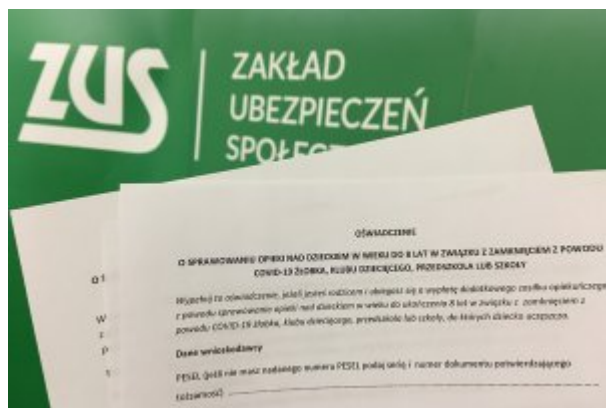 ZUS
ZAKŁAD
UBEZPIECZEŃ
SPOŁECZ
OŚWIADCZENIE
O SPRAWOWANIU OPIEKI NAD DZIECKIEM W WIEKU DO 8 LAT W ZWIĄZKU Z ZAMKNIĘCIEM Z POWODU
COVID-19 ŻŁOBKA, KLUBU DZIECIĘCEGO, PRZEDSZKOLA LUB SZKOŁY
Wypełnij to oświadczenie, jeżeli jesteś rodzicem i ubiegasz się o wypłatę dodatkowego zasiłku opiekuńczego
z powodu sprawowania opieki nad dzieckiem w wieku do ukończenia 8 lat w związku z zamknięciem z
powodu COVID-19 żłobka, klubu dziecięcego, przedszkola lub szkoły, do których dziecko uczęszcza.
Dane wnioskodawcy
PESEL (jeśli nie masz nadanego numeru PESEL podaj serię i numer dokumentu potwierdzającego
tożsamość)